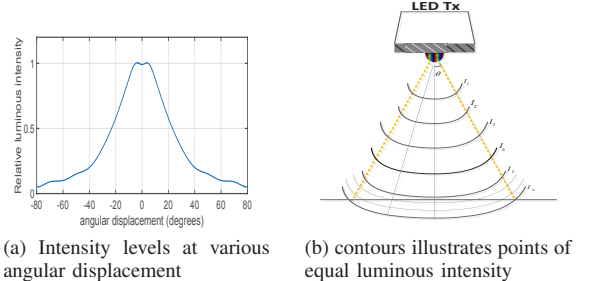 LED Tx
Relative luminous intensity
1
0.5
0
-80 -60 -40 -20 0 20 40 60 80
angular displacement (degrees)
θ
(a) Intensity levels at various
angular displacement
(b) contours illustrates points of
equal luminous intensity